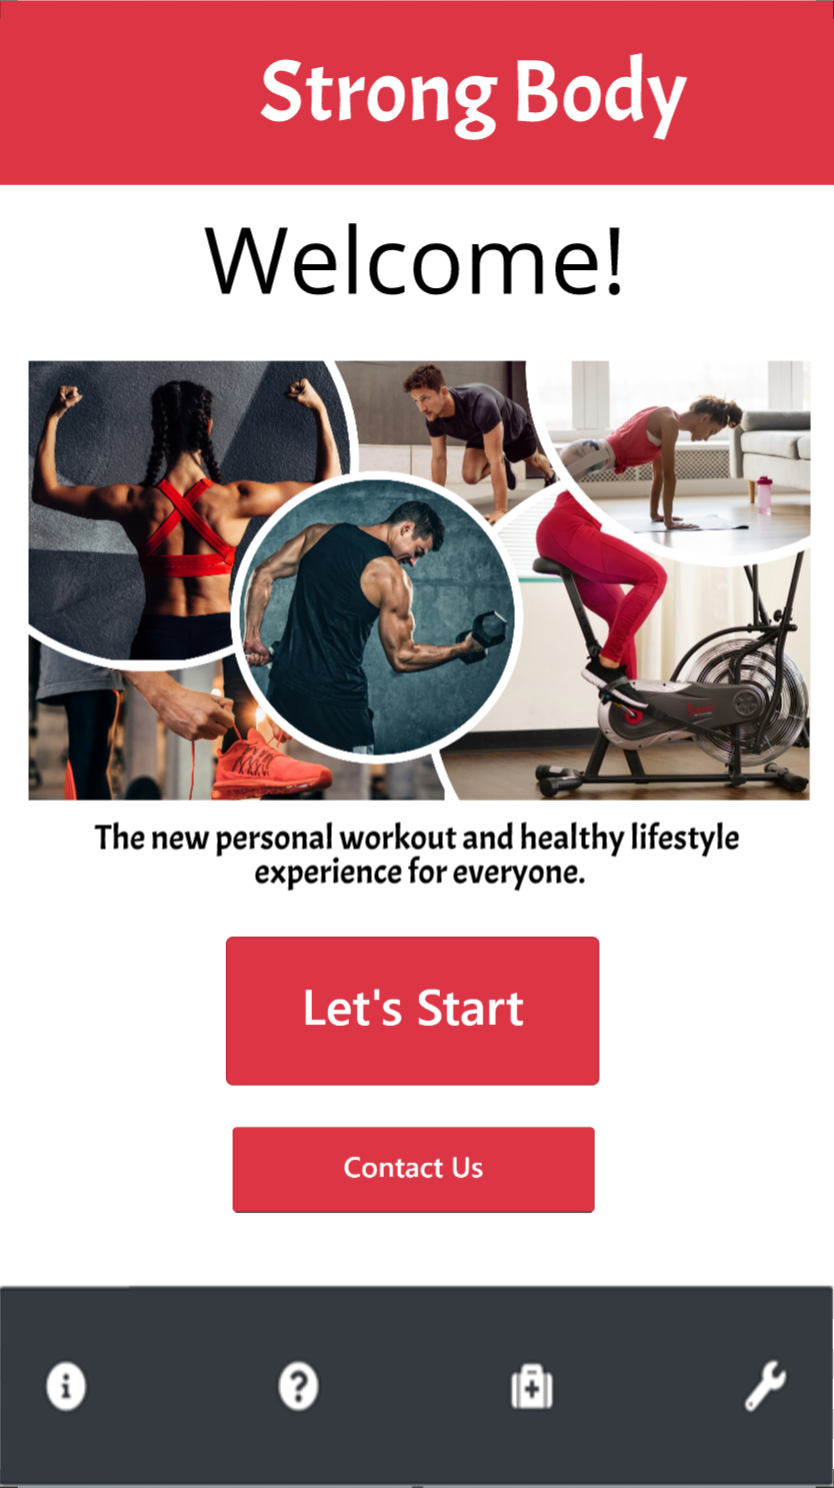 Strong Body
Welcome!
The new personal workout and healthy lifestyle
experience for everyone.
Let's Start
Contact Us